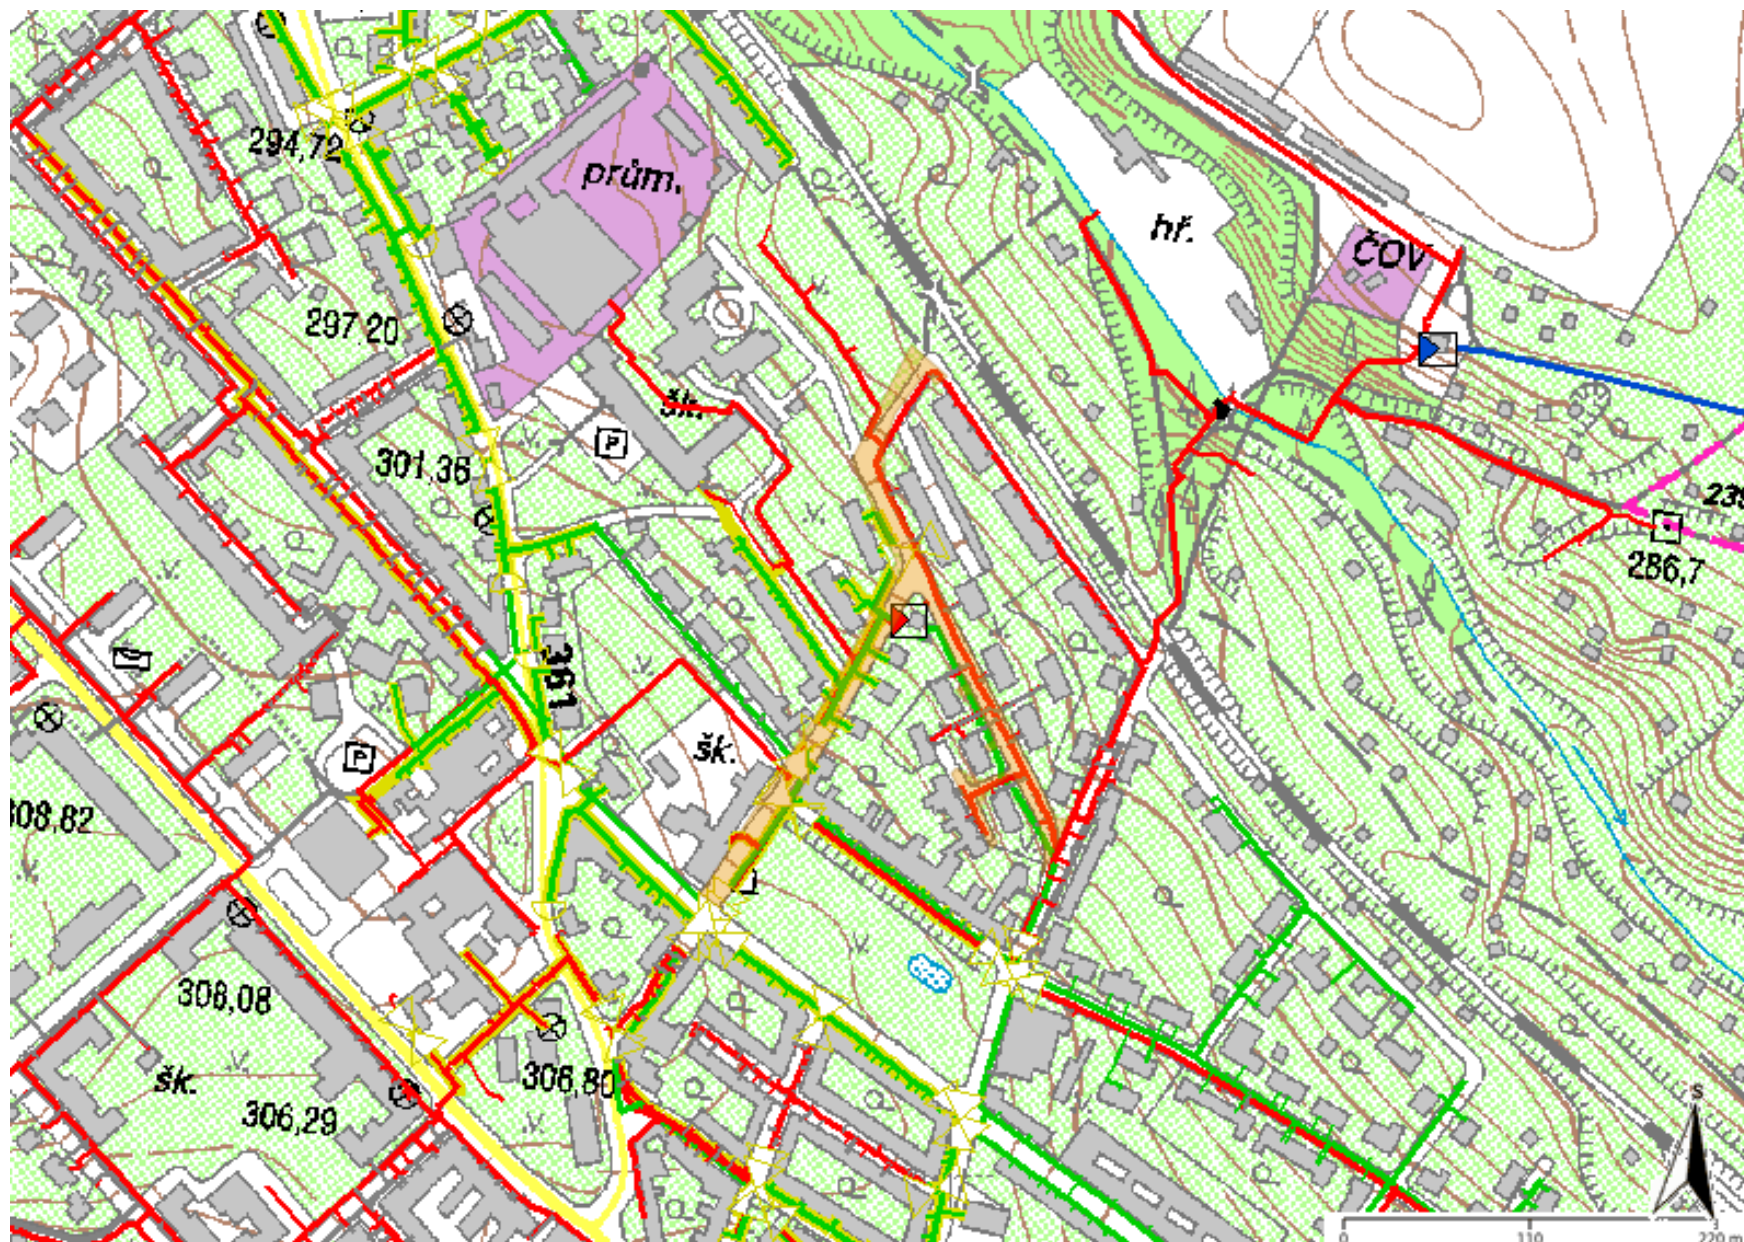 294,72
prům.
hř.
ČOV
297,20
šk.
P
301,36
239
286,7
361
šk.
P
308,82
308,08
šk.
306,80
306,29
S
0 110 220 m